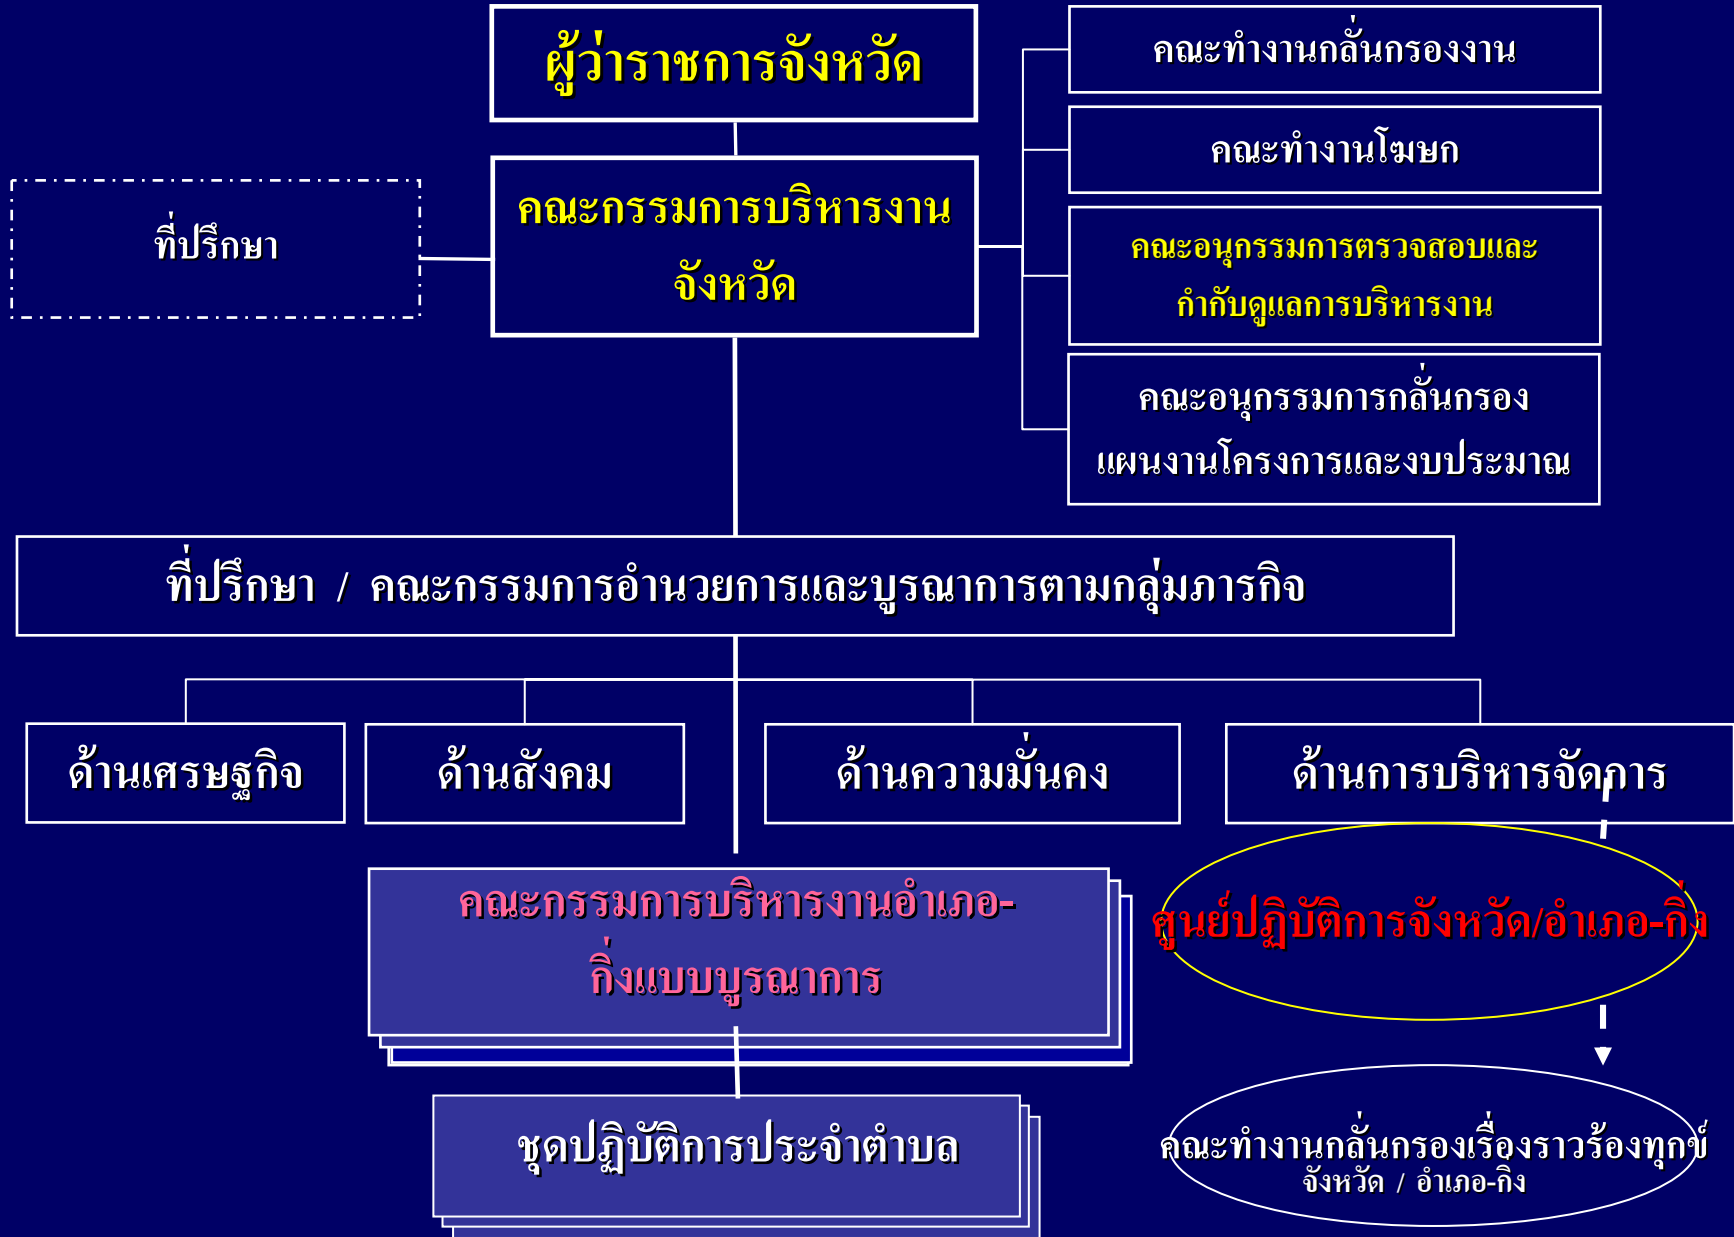 ผู้ว่าราชการจังหวัด
คณะกรรมการบริหารงาน
จังหวัด
ที่ปรึกษา
คณะทำงานกลั่นกรองงาน
คณะทำงานโฆษก
คณะอนุกรรมการตรวจสอบและ
กำกับดูแลการบริหารงาน
คณะอนุกรรมการกลั่นกรอง
แผนงานโครงการและงบประมาณ
ที่ปรึกษา / คณะกรรมการอำนวยการและบูรณาการตามกลุ่มภารกิจ
ด้านเศรษฐกิจ
ด้านสังคม
ด้านความมั่นคง
ด้านการบริหารจัดการ
คณะกรรมการบริหารงานอำเภอ-
กิ่งแบบบูรณาการ
ศูนย์ปฏิบัติการจังหวัด/อำเภอ-กิ่ง
ชุดปฏิบัติการประจำตำบล
คณะทำงานกลั่นกรองเรื่องราวร้องทุกข์
จังหวัด / อำเภอ-กิ่ง